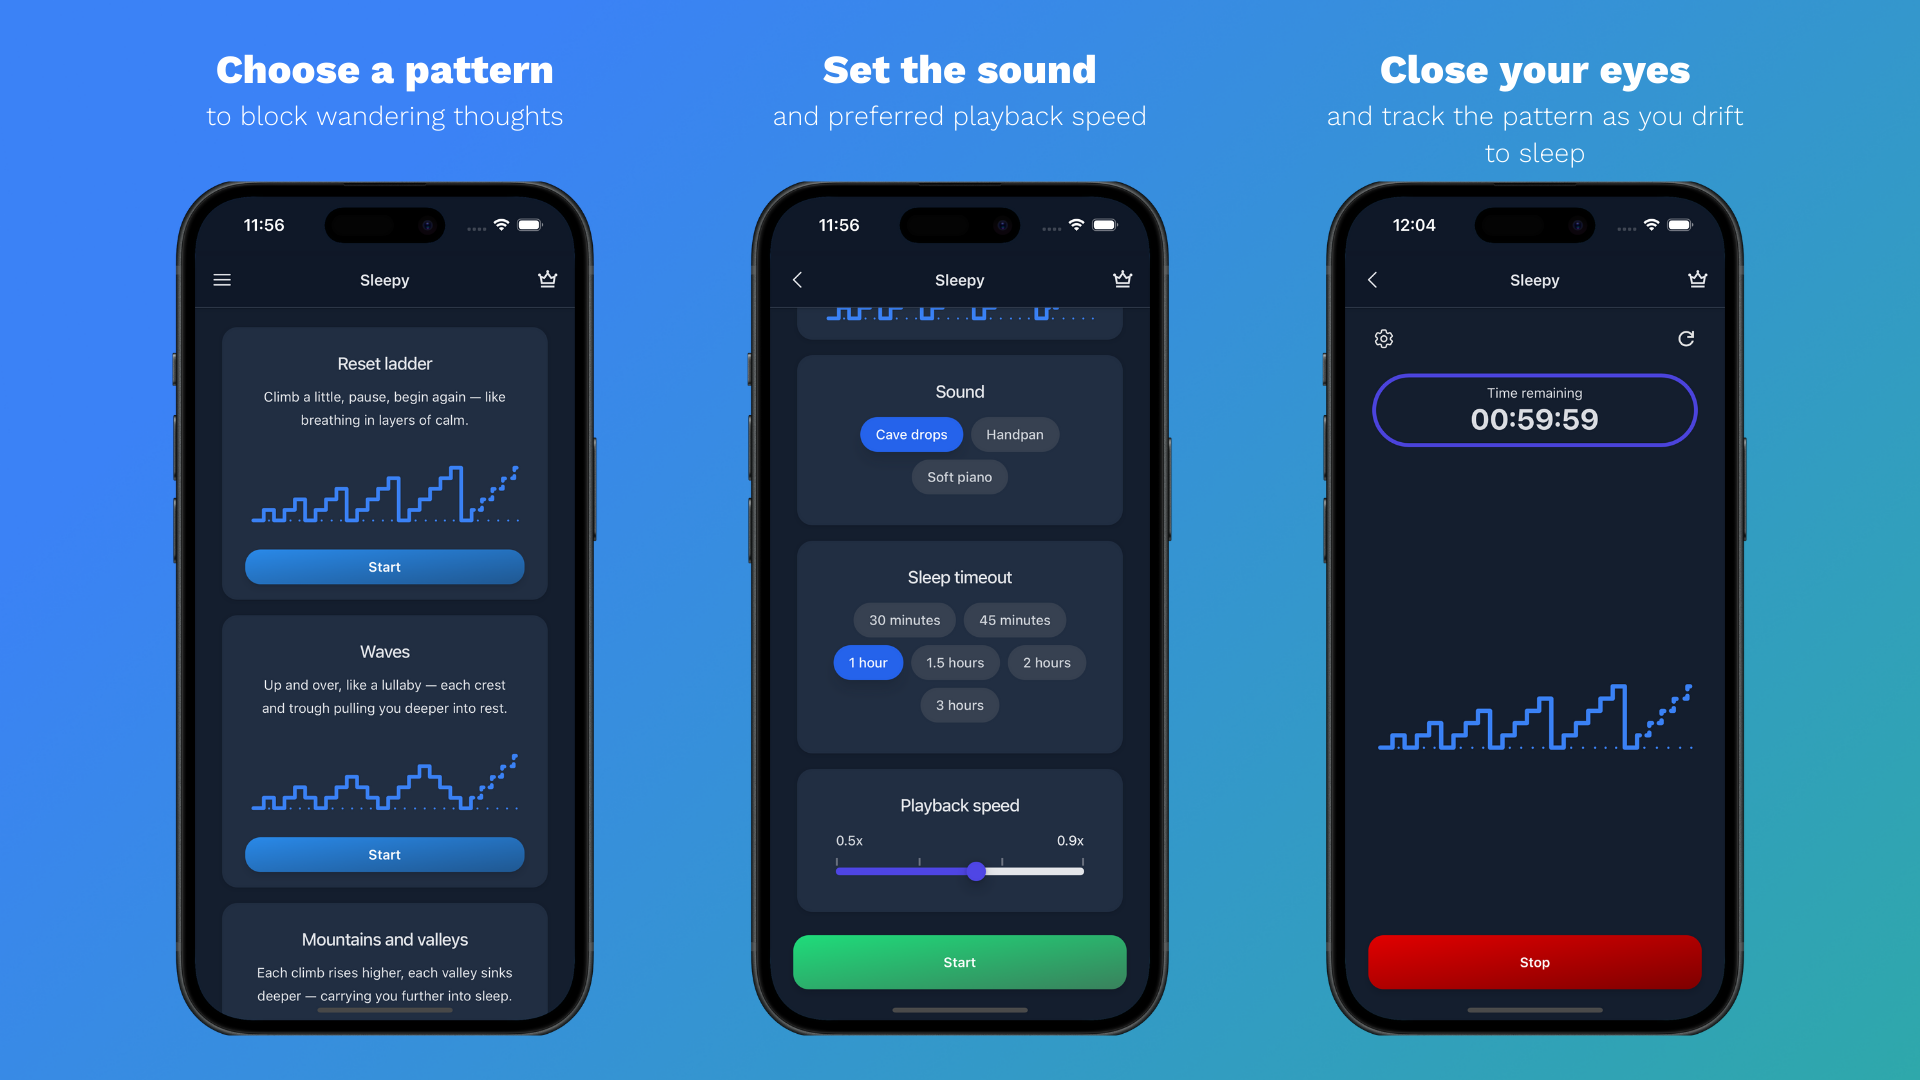 Choose a pattern
to block wandering thoughts
11:56
Sleepy
Reset ladder
Climb a little, pause, begin again — like
breathing in layers of calm.
Start
Waves
Up and over, like a lullaby — each crest
and trough pulling you deeper into rest.
Start
Mountains and valleys
Each climb rises higher, each valley sinks
deeper — carrying you further into sleep.
Set the sound
and preferred playback speed
11:56
Sleepy
Sound
Cave drops Handpan
Soft piano
Sleep timeout
30 minutes 45 minutes
1 hour 1.5 hours 2 hours
3 hours
Playback speed
0.5x 0.9x
Start
Close your eyes
and track the pattern as you drift
to sleep
12:04
Sleepy
Time remaining
00:59:59
Stop